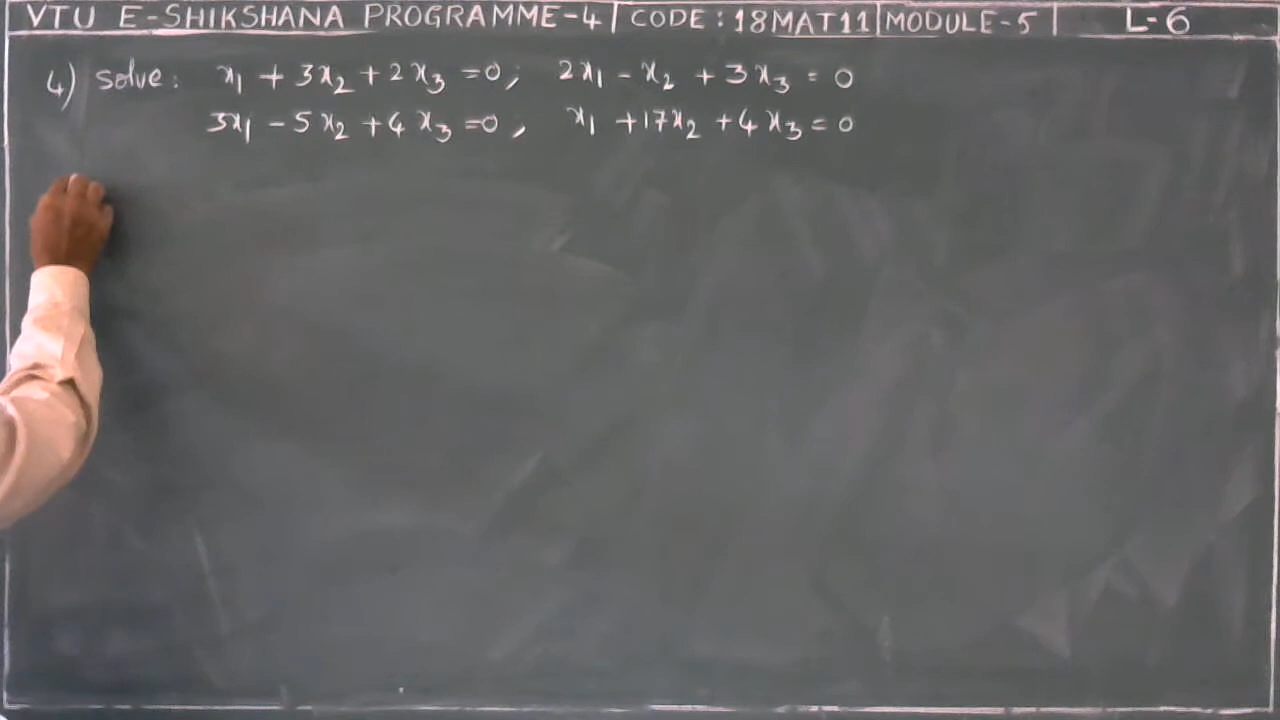 VTU E-SHIKSHANA PROGRAMME-4 | CODE : 18MAT11 | MODULE-5 | L-6
4) Solve : x₁ + 3x₂ + 2x₃ = 0 ; 2x₁ - x₂ + 3x₃ = 0
3x₁ - 5x₂ + 4x₃ = 0 , x₁ + 17x₂ + 4x₃ = 0